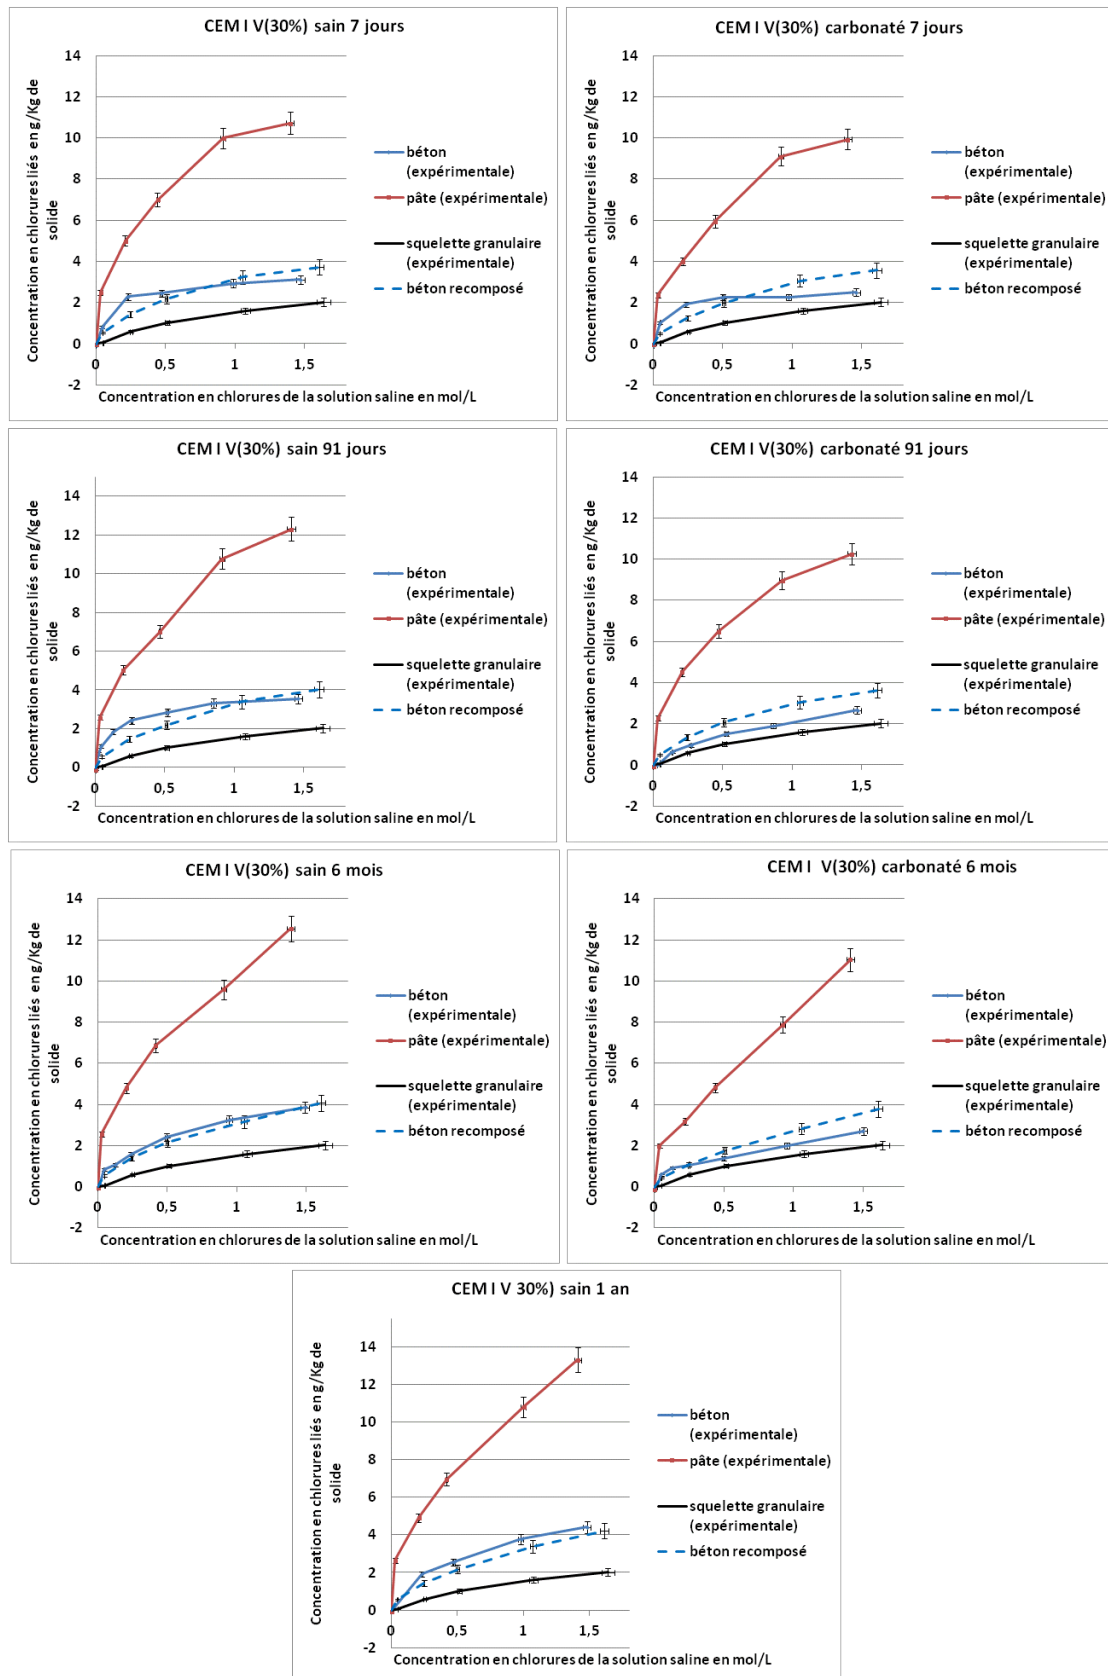 CEM I V(30%) sain 7 jours
Concentration en chlorures liés en g/Kg de
solide
14
12
10
8
6
4
2
0
-2
0
0,5
1
1,5
Concentration en chlorures de la solution saline en mol/L
béton
(expérimentale)
pâte (expérimentale)
squelette granulaire
(expérimentale)
béton recomposé
CEM I V(30%) carbonaté 7 jours
Concentration en chlorures liés en g/Kg de
solide
14
12
10
8
6
4
2
0
-2
0
0,5
1
1,5
Concentration en chlorures de la solution saline en mol/L
béton
(expérimentale)
pâte (expérimentale)
squelette granulaire
(expérimentale)
béton recomposé
CEM I V(30%) sain 91 jours
Concentration en chlorures liés en g/Kg de
solide
14
12
10
8
6
4
2
0
-2
0
0,5
1
1,5
Concentration en chlorures de la solution saline en mol/L
béton
(expérimentale)
pâte (expérimentale)
squelette granulaire
(expérimentale)
béton recomposé
CEM I V(30%) carbonaté 91 jours
Concentration en chlorures liés en g/Kg de
solide
14
12
10
8
6
4
2
0
-2
0
0,5
1
1,5
Concentration en chlorures de la solution saline en mol/L
béton
(expérimentale)
pâte (expérimentale)
squelette granulaire
(expérimentale)
béton recomposé
CEM I V(30%) sain 6 mois
Concentration en chlorures liés en g/Kg de
solide
14
12
10
8
6
4
2
0
-2
0
0,5
1
1,5
Concentration en chlorures de la solution saline en mol/L
béton
(expérimentale)
pâte (expérimentale)
squelette granulaire
(expérimentale)
béton recomposé
CEM I V(30%) carbonaté 6 mois
Concentration en chlorures liés en g/Kg de
solide
14
12
10
8
6
4
2
0
-2
0
0,5
1
1,5
Concentration en chlorures de la solution saline en mol/L
béton
(expérimentale)
pâte (expérimentale)
squelette granulaire
(expérimentale)
béton recomposé
CEM I V 30%) sain 1 an
Concentration en chlorures liés en g/Kg de
solide
14
12
10
8
6
4
2
0
-2
0
0,5
1
1,5
Concentration en chlorures de la solution saline en mol/L
béton
(expérimentale)
pâte (expérimentale)
squelette granulaire
(expérimentale)
béton recomposé